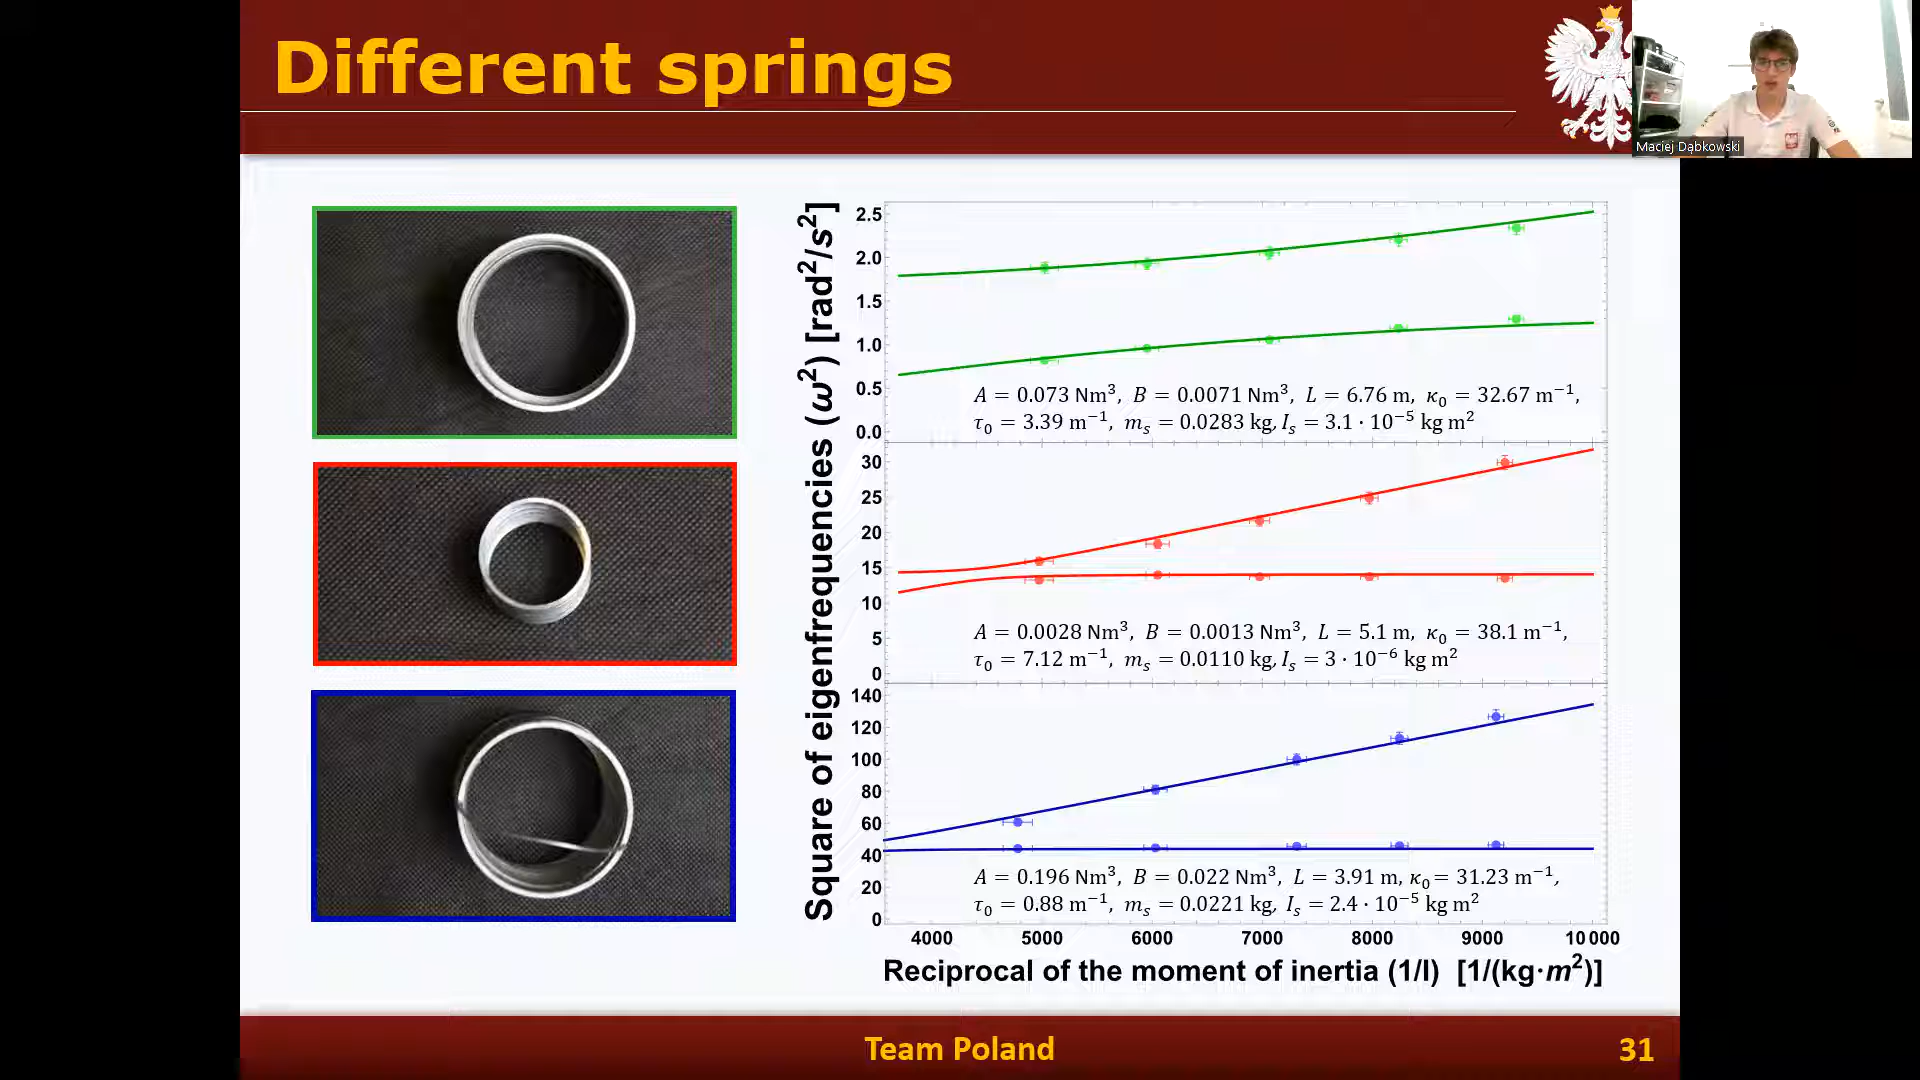 Different springs
Maciej Dąbkowski
Square of eigenfrequencies (ω²) [rad²/s²]
2.5
2.0
1.5
1.0
0.5
0.0
A = 0.073 Nm³, B = 0.0071 Nm³, L = 6.76 m, κ₀ = 32.67 m⁻¹,
τ₀ = 3.39 m⁻¹, mₛ = 0.0283 kg, Iₛ = 3.1 · 10⁻⁵ kg m²
30
25
20
15
10
5
0
A = 0.0028 Nm³, B = 0.0013 Nm³, L = 5.1 m, κ₀ = 38.1 m⁻¹,
τ₀ = 7.12 m⁻¹, mₛ = 0.0110 kg, Iₛ = 3 · 10⁻⁶ kg m²
140
120
100
80
60
40
20
0
A = 0.196 Nm³, B = 0.022 Nm³, L = 3.91 m, κ₀ = 31.23 m⁻¹,
τ₀ = 0.88 m⁻¹, mₛ = 0.0221 kg, Iₛ = 2.4 · 10⁻⁵ kg m²
4000 5000 6000 7000 8000 9000 10000
Reciprocal of the moment of inertia (1/I) [1/(kg·m²)]
Team Poland
31